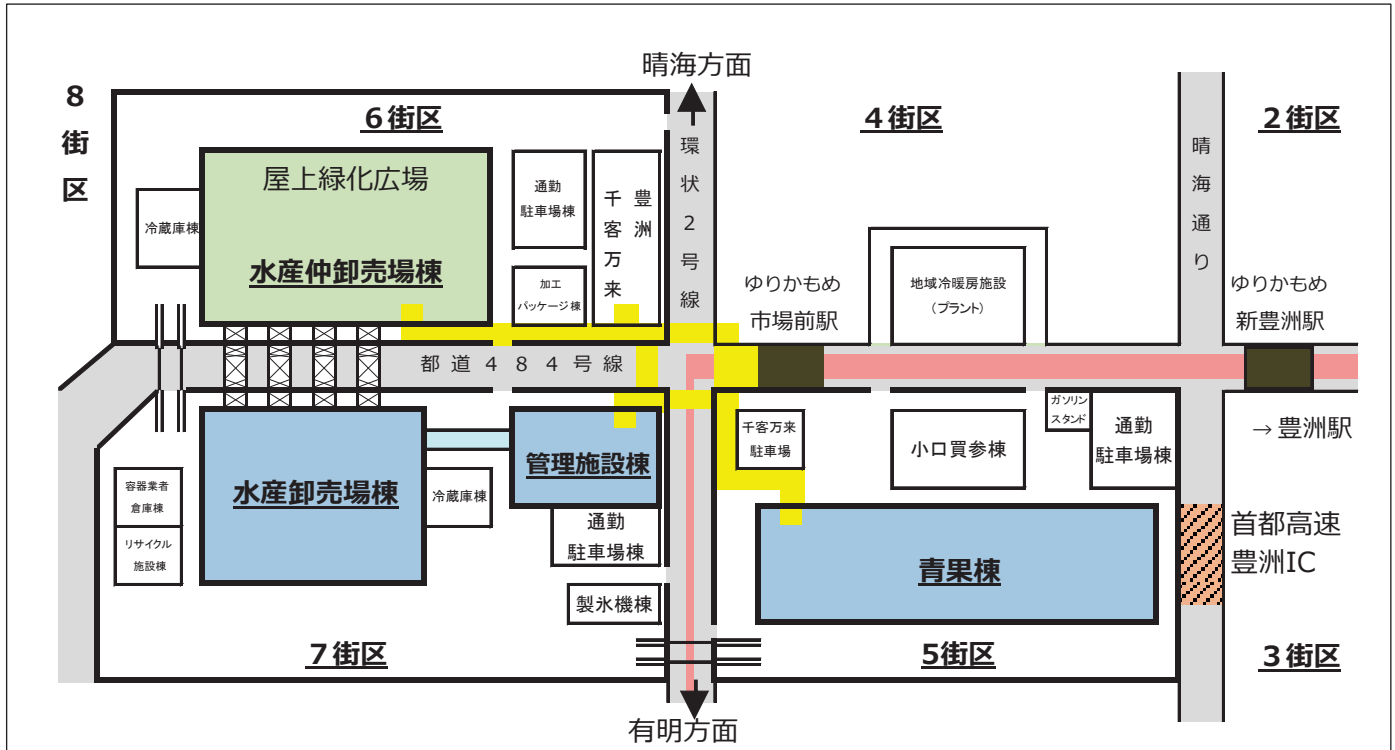 晴海方面
8街区
6街区
4街区
2街区
環状2号線
晴海通り
屋上緑化広場
水産仲卸売場棟
冷蔵庫棟
通勤
駐車場棟
豊洲
千客万来
加工
パッケージ棟
ゆりかもめ
市場前駅
地域冷暖房施設
(プラント)
ゆりかもめ
新豊洲駅
都道484号線
→ 豊洲駅
水産卸売場棟
冷蔵庫棟
管理施設棟
通勤
駐車場棟
製氷機棟
容器業者
倉庫棟
リサイクル
施設棟
千客万来
駐車場
小口買参棟
ガソリン
スタンド
通勤
駐車場棟
青果棟
首都高速
豊洲IC
7街区
5街区
3街区
有明方面